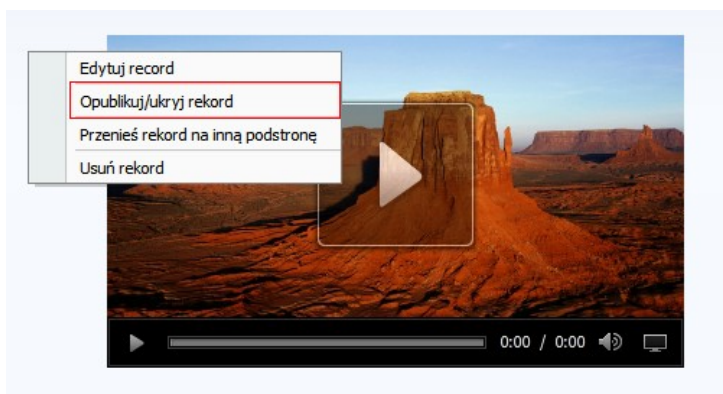 Edytuj record
Opublikuj/ukryj rekord
Przenieś rekord na inną podstronę
Usuń rekord
0:00 / 0:00